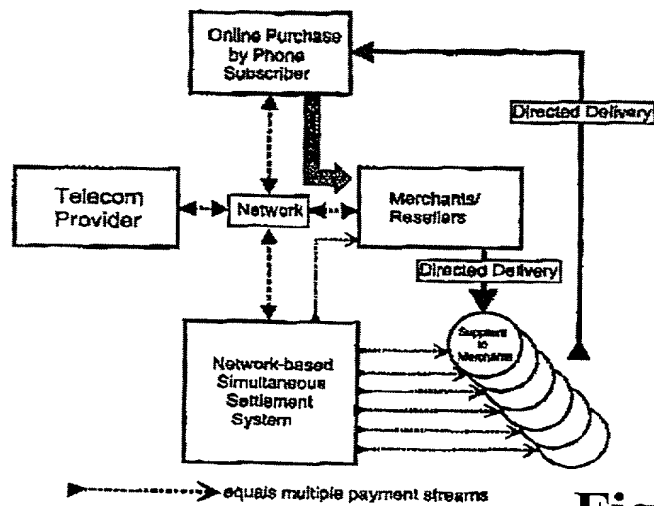 Online Purchase
by Phone
Subscriber
Directed Delivery
Telecom
Provider
Network
Merchants/
Resellers
Directed Delivery
Suppliers
to
Merchants
Network-based
Simultaneous
Settlement
System
equals multiple payment streams